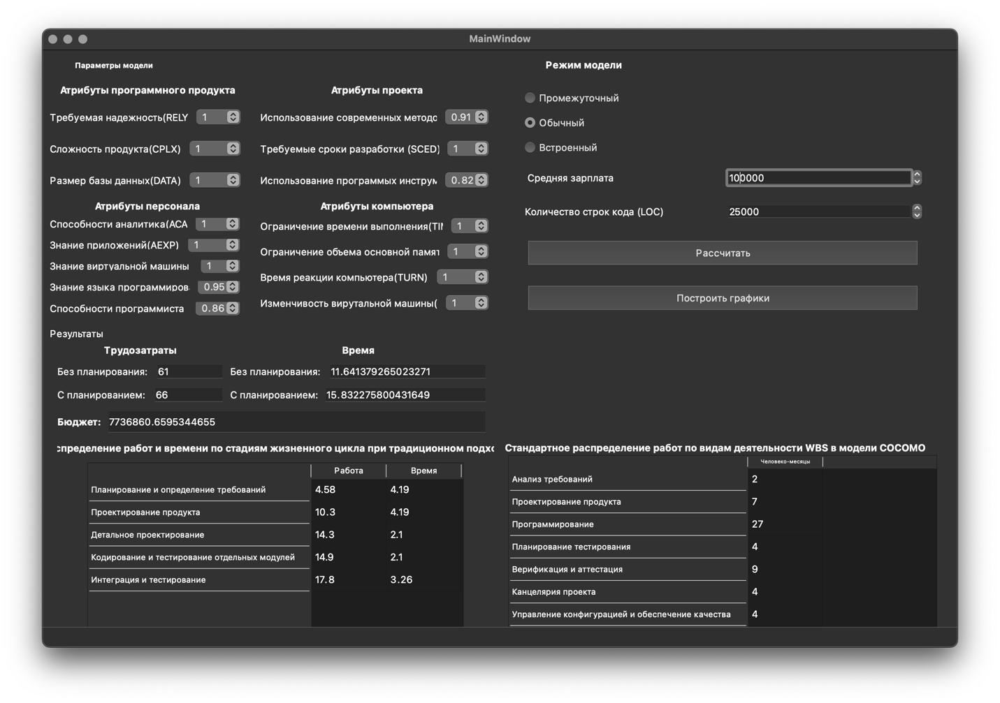 MainWindow
Параметры модели
Атрибуты программного продукта
Требуемая надежность(RELY 1
Сложность продукта(CPLX) 1
Размер базы данных(DATA) 1
Атрибуты персонала
Способности аналитика(ACA 1
Знание приложений(AEXP) 1
Знание виртуальной машины 1
Знание языка программиров 0.95
Способности программиста 0.86
Атрибуты проекта
Использование современных методо 0.91
Требуемые сроки разработки (SCED) 1
Использование программых инструм 0.82
Атрибуты компьютера
Ограничение времени выполнения(TII 1
Ограничение объема основной памят 1
Время реакции компьютера(TURN) 1
Изменчивость вирутальной машины( 1
Режим модели
Промежуточный
Обычный
Встроенный
Средняя зарплата 100000
Количество строк кода (LOC) 25000
Рассчитать
Построить графики
Результаты
Трудозатраты
Без планирования: 61
С планированием: 66
Время
Без планирования: 11.641379265023271
С планированием: 15.832275800431649
Бюджет: 7736860.6595344655
спределение работ и времени по стадиям жизненного цикла при традиционном подхо
Работа Время
Планирование и определение требований 4.58 4.19
Проектирование продукта 10.3 4.19
Детальное проектирование 14.3 2.1
Кодирование и тестирование отдельных модулей 14.9 2.1
Интеграция и тестирование 17.8 3.26
Стандартное распределение работ по видам деятельности WBS в модели COCOMO
Человеко-месяцы
Анализ требований 2
Проектирование продукта 7
Программирование 27
Планирование тестирования 4
Верификация и аттестация 9
Канцелярия проекта 4
Управление конфигурацией и обеспечение качества 4